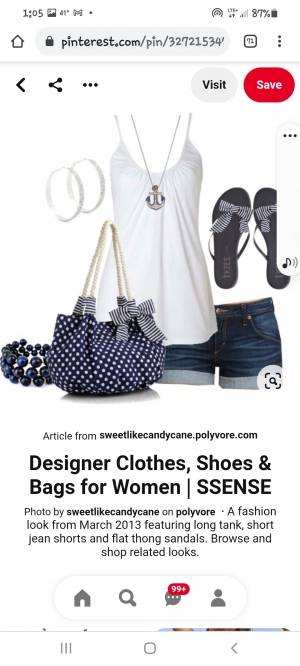 1:05 41° LTE+ 87%
pinterest.com/pin/32721534
Visit Save
TKEES
Article from sweetlikecandycane.polyvore.com
Designer Clothes, Shoes &
Bags for Women | SSENSE
Photo by sweetlikecandycane on polyvore · A fashion
look from March 2013 featuring long tank, short
jean shorts and flat thong sandals. Browse and
shop related looks.
99+